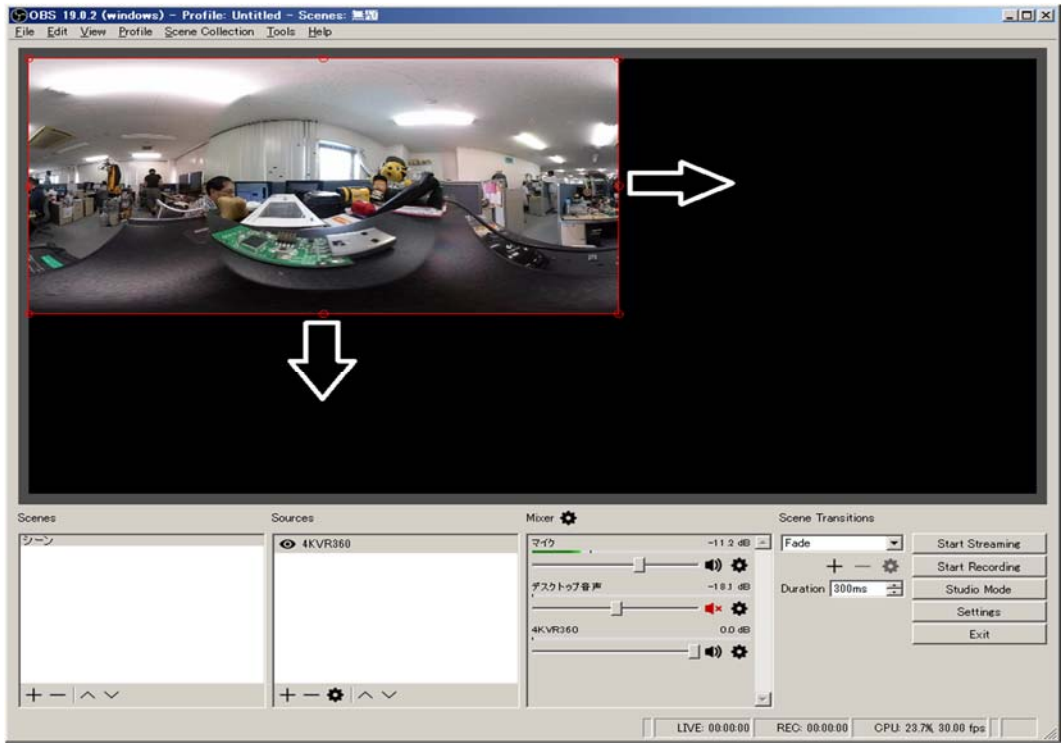 OBS 19.0.2 (windows) - Profile: Untitled - Scenes: 無題
File Edit View Profile Scene Collection Tools Help
Scenes
シーン
Sources
4KVR360
Mixer
マイク -11.2 dB
デスクトップ音声 -18.1 dB
4KVR360 0.0 dB
Scene Transitions
Fade
Duration 300ms
Start Streaming
Start Recording
Studio Mode
Settings
Exit
LIVE: 00:00:00 REC: 00:00:00 CPU: 23.7%, 30.00 fps